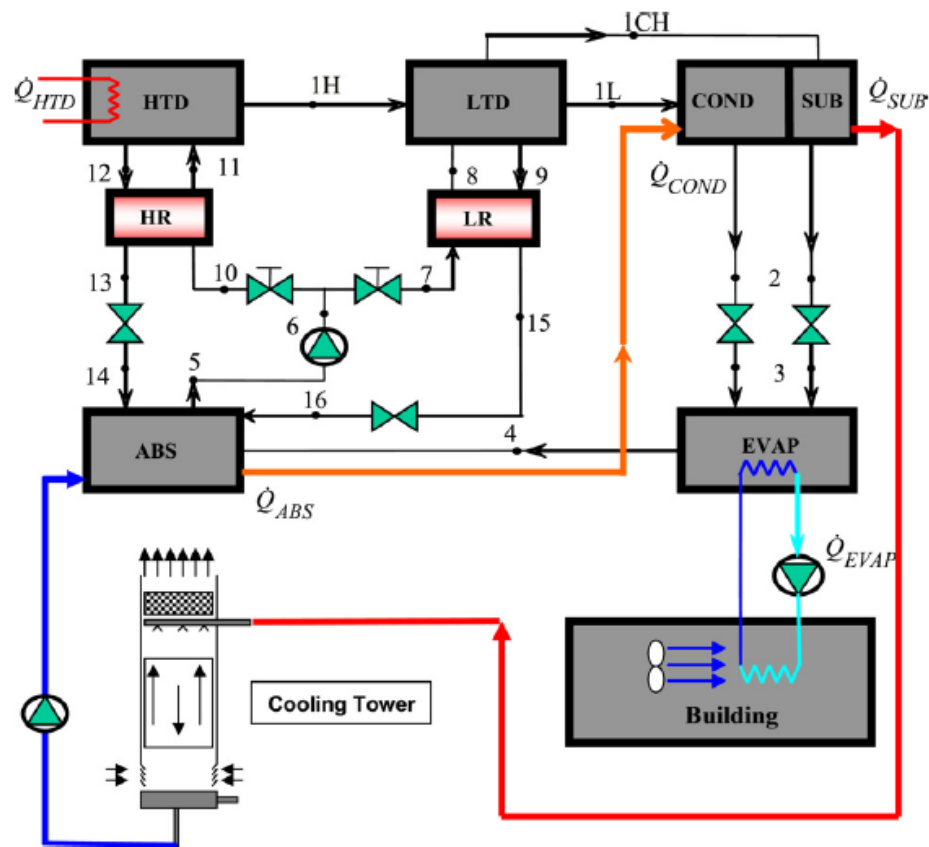 1CH
Q̇HTD
HTD
1H
LTD
1L
COND
SUB
Q̇SUB
12
11
8
9
Q̇COND
HR
LR
13
10
7
2
6
15
14
5
16
3
4
ABS
EVAP
Q̇ABS
Q̇EVAP
Cooling Tower
Building